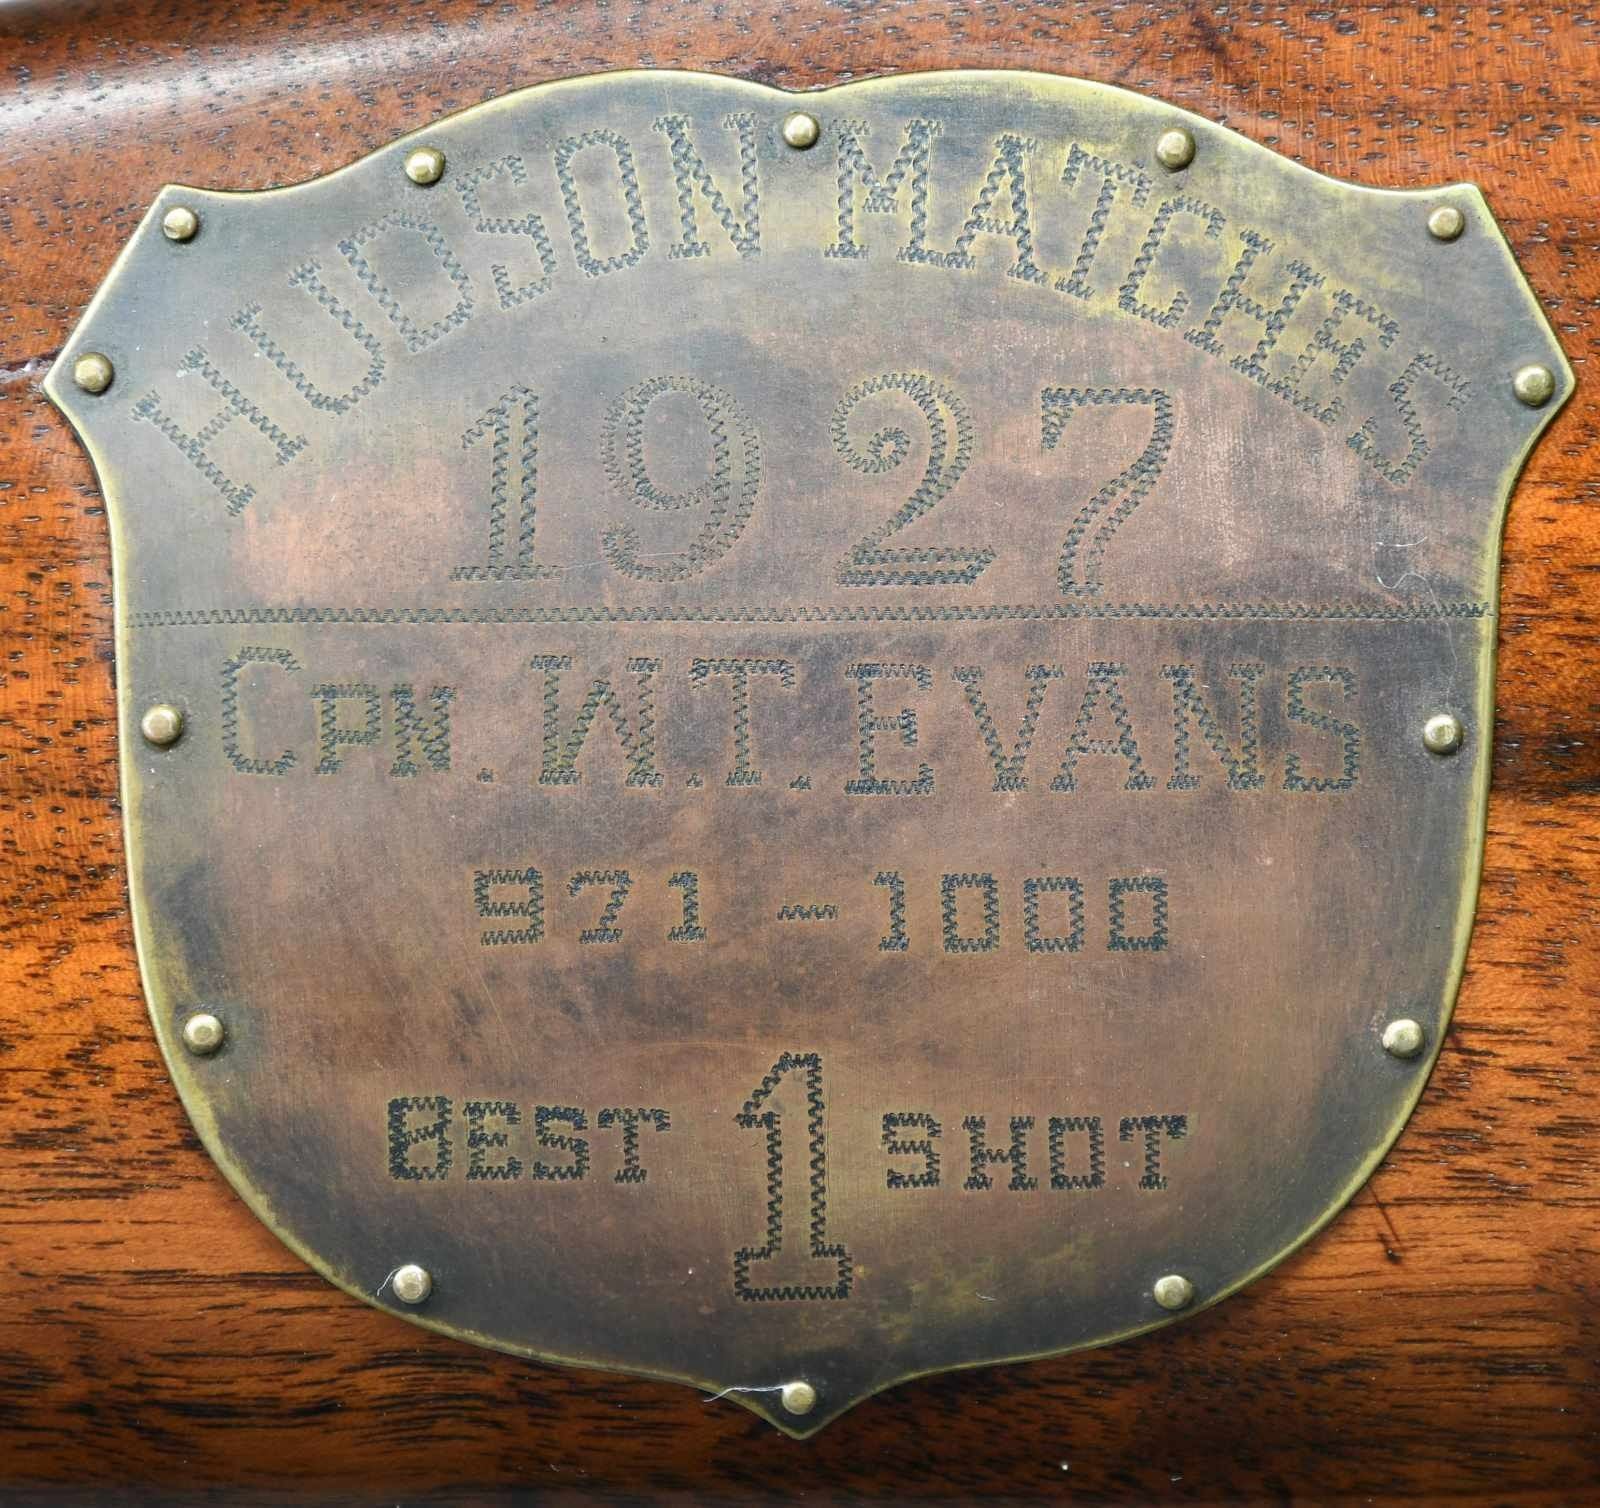 HUDSON MATCHES
1927
CPN. W.T. EVANS
971-1000
BEST 1 SHOT